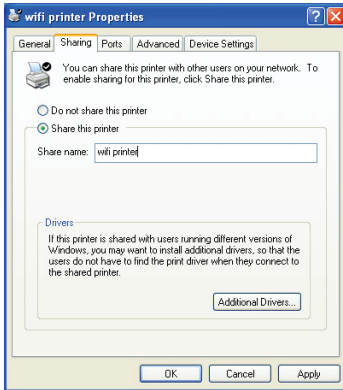 wifi printer Properties
General Sharing Ports Advanced Device Settings
You can share this printer with other users on your network. To
enable sharing for this printer, click Share this printer.
Do not share this printer
Share this printer
Share name: wifi printer
Drivers
If this printer is shared with users running different versions of
Windows, you may want to install additional drivers, so that the
users do not have to find the print driver when they connect to
the shared printer.
Additional Drivers...
OK Cancel Apply